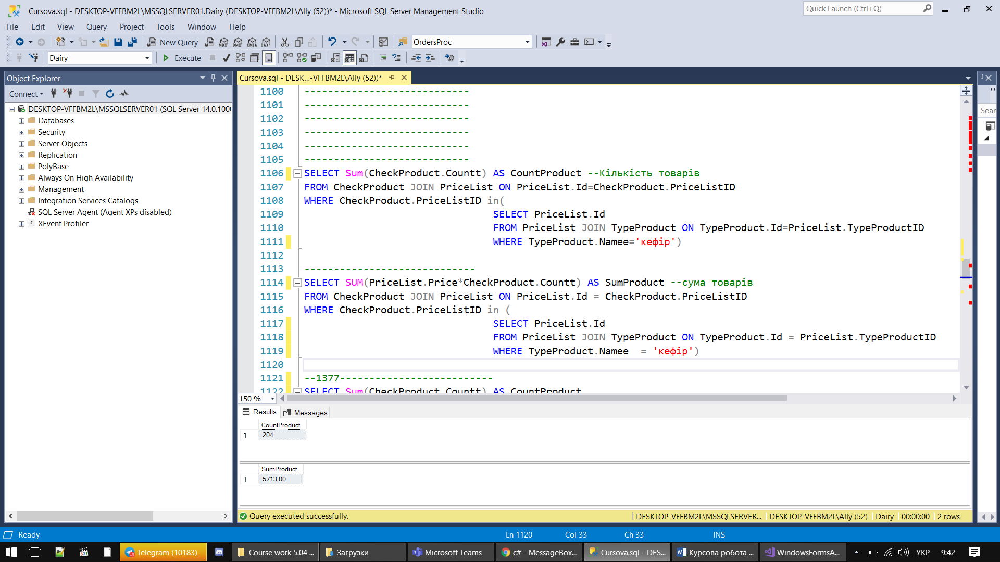 Cursova.sql - DESKTOP-VFFBM2L\MSSQLSERVER01.Dairy (DESKTOP-VFFBM2L\Ally (52))* - Microsoft SQL Server Management Studio
Quick Launch (Ctrl+Q)
File Edit View Query Project Tools Window Help
New Query MDX DMX XMLA DAX OrdersProc
Dairy Execute
Object Explorer
Connect
DESKTOP-VFFBM2L\MSSQLSERVER01 (SQL Server 14.0.100
Databases
Security
Server Objects
Replication
PolyBase
Always On High Availability
Management
Integration Services Catalogs
SQL Server Agent (Agent XPs disabled)
XEvent Profiler
Cursova.sql - DESK...-VFFBM2L\Ally (52))*
1100 ----------------------------
1101 ----------------------------
1102 ----------------------------
1103 ----------------------------
1104 ----------------------------
1105 ----------------------------
1106 SELECT Sum(CheckProduct.Countt) AS CountProduct --Кількість товарів
1107 FROM CheckProduct JOIN PriceList ON PriceList.Id=CheckProduct.PriceListID
1108 WHERE CheckProduct.PriceListID in(
1109 SELECT PriceList.Id
1110 FROM PriceList JOIN TypeProduct ON TypeProduct.Id=PriceList.TypeProductID
1111 WHERE TypeProduct.Namee='кефір')
1112
1113 -----------------------------
1114 SELECT SUM(PriceList.Price*CheckProduct.Countt) AS SumProduct --сума товарів
1115 FROM CheckProduct JOIN PriceList ON PriceList.Id = CheckProduct.PriceListID
1116 WHERE CheckProduct.PriceListID in (
1117 SELECT PriceList.Id
1118 FROM PriceList JOIN TypeProduct ON TypeProduct.Id = PriceList.TypeProductID
1119 WHERE TypeProduct.Namee  = 'кефір')
1120
1121 --1377--------------------------
1122 SELECT Sum(CheckProduct.Countt) AS CountProduct
150 %
Results Messages
CountProduct
1 204
SumProduct
1 5713,00
Query executed successfully.
DESKTOP-VFFBM2L\MSSQLSERVER... DESKTOP-VFFBM2L\Ally (52) Dairy 00:00:00 2 rows
Sear
Ready Ln 1120 Col 33 Ch 33 INS
Telegram (10183) Course work 5.04 ... Загрузки Microsoft Teams c# - MessageBox... Cursova.sql - DES... Курсова робота ... WindowsFormsA... УКР 9:42